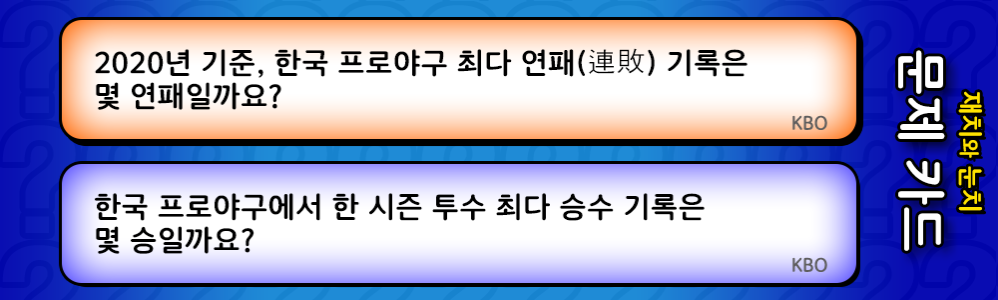 2020년 기준, 한국 프로야구 최다 연패(連敗) 기록은
몇 연패일까요?
KBO
한국 프로야구에서 한 시즌 투수 최다 승수 기록은
몇 승일까요?
KBO
재치와 눈치
문제 카드